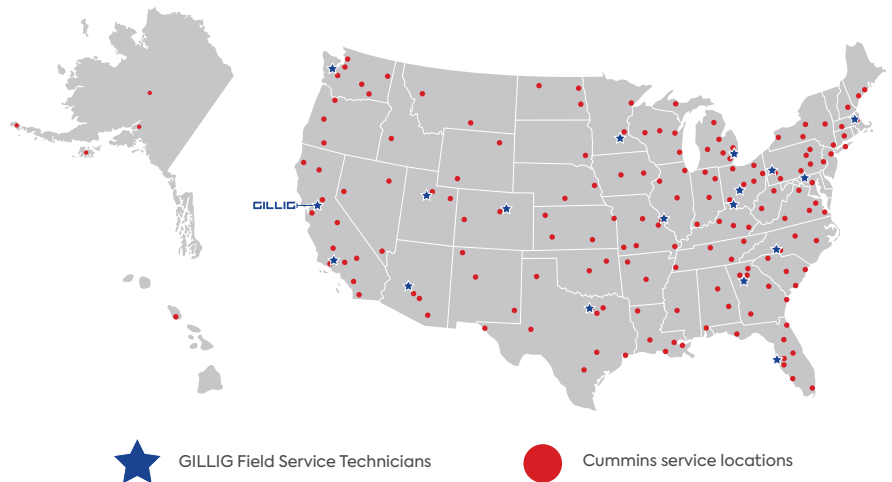 GILLIG
GILLIG Field Service Technicians
Cummins service locations